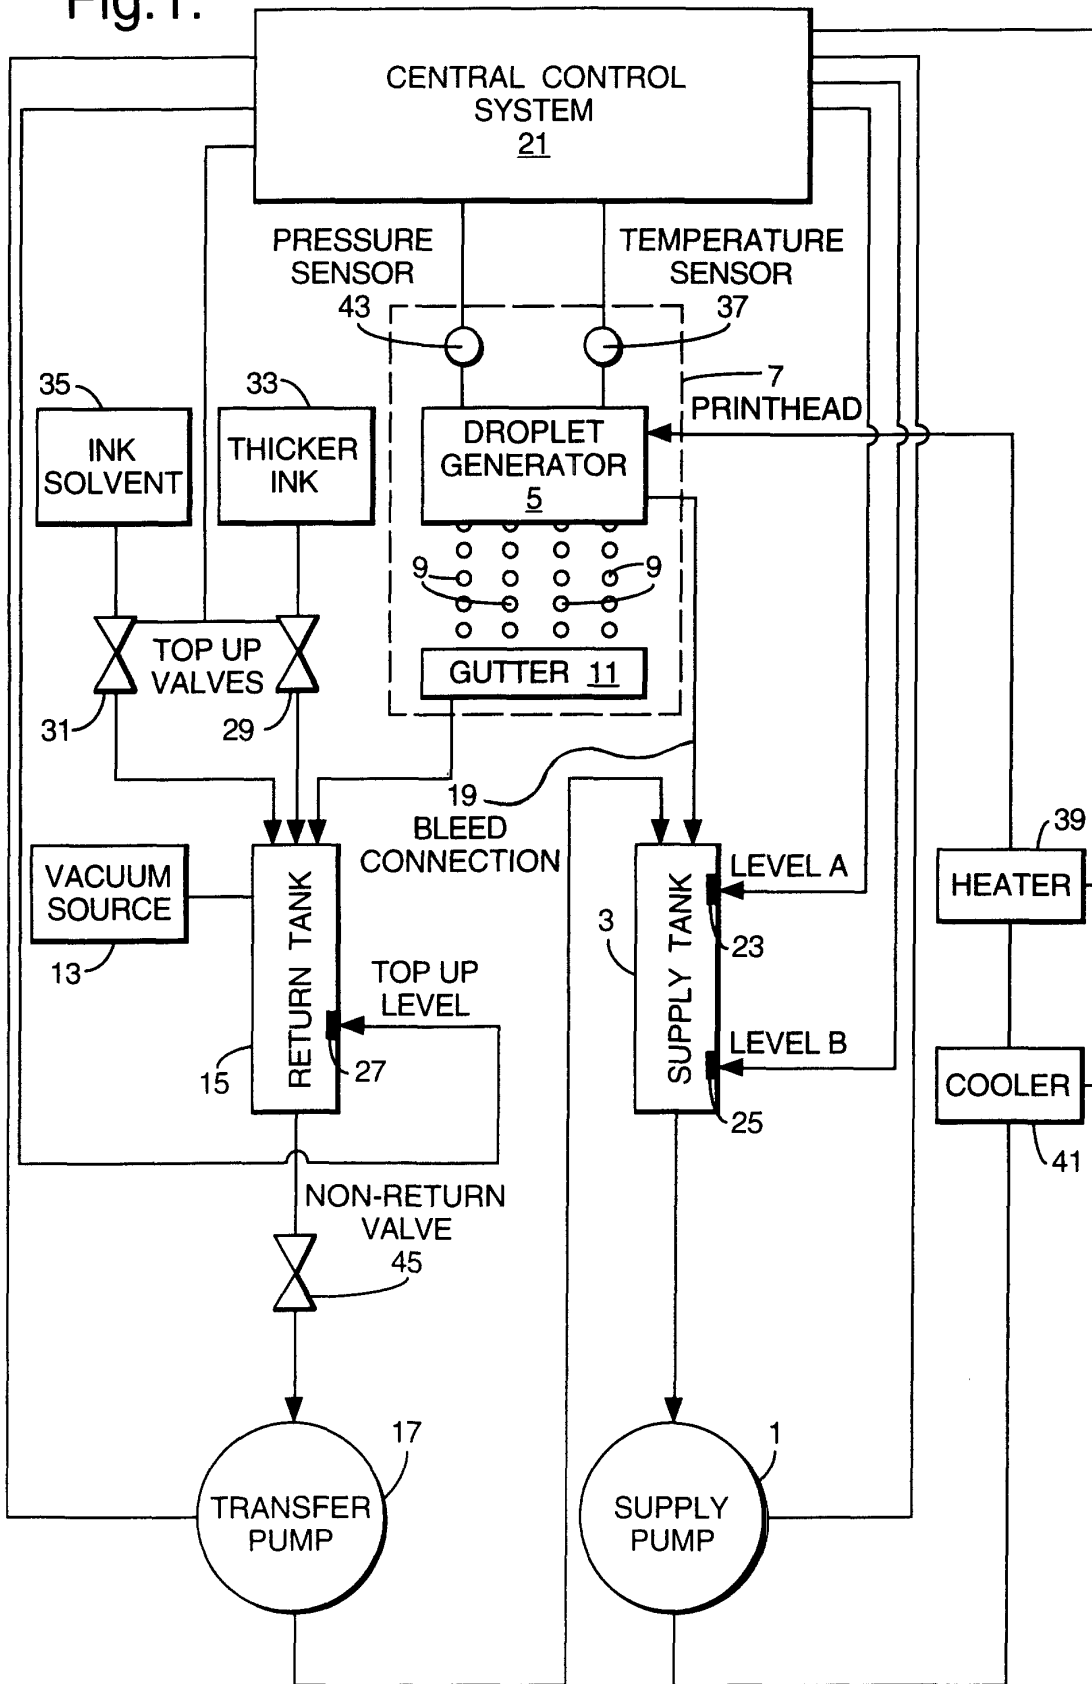 Fig.1.
CENTRAL CONTROL
SYSTEM
21
PRESSURE
SENSOR
43
TEMPERATURE
SENSOR
37
35
33
7
PRINTHEAD
INK
SOLVENT
THICKER
INK
DROPLET
GENERATOR
5
9
9
TOP UP
VALVES
GUTTER 11
31
29
19
BLEED
CONNECTION
39
VACUUM
SOURCE
13
RETURN TANK
15
TOP UP
LEVEL
27
3
SUPPLY TANK
LEVEL A
23
LEVEL B
25
HEATER
COOLER
41
NON-RETURN
VALVE
45
17
TRANSFER
PUMP
1
SUPPLY
PUMP